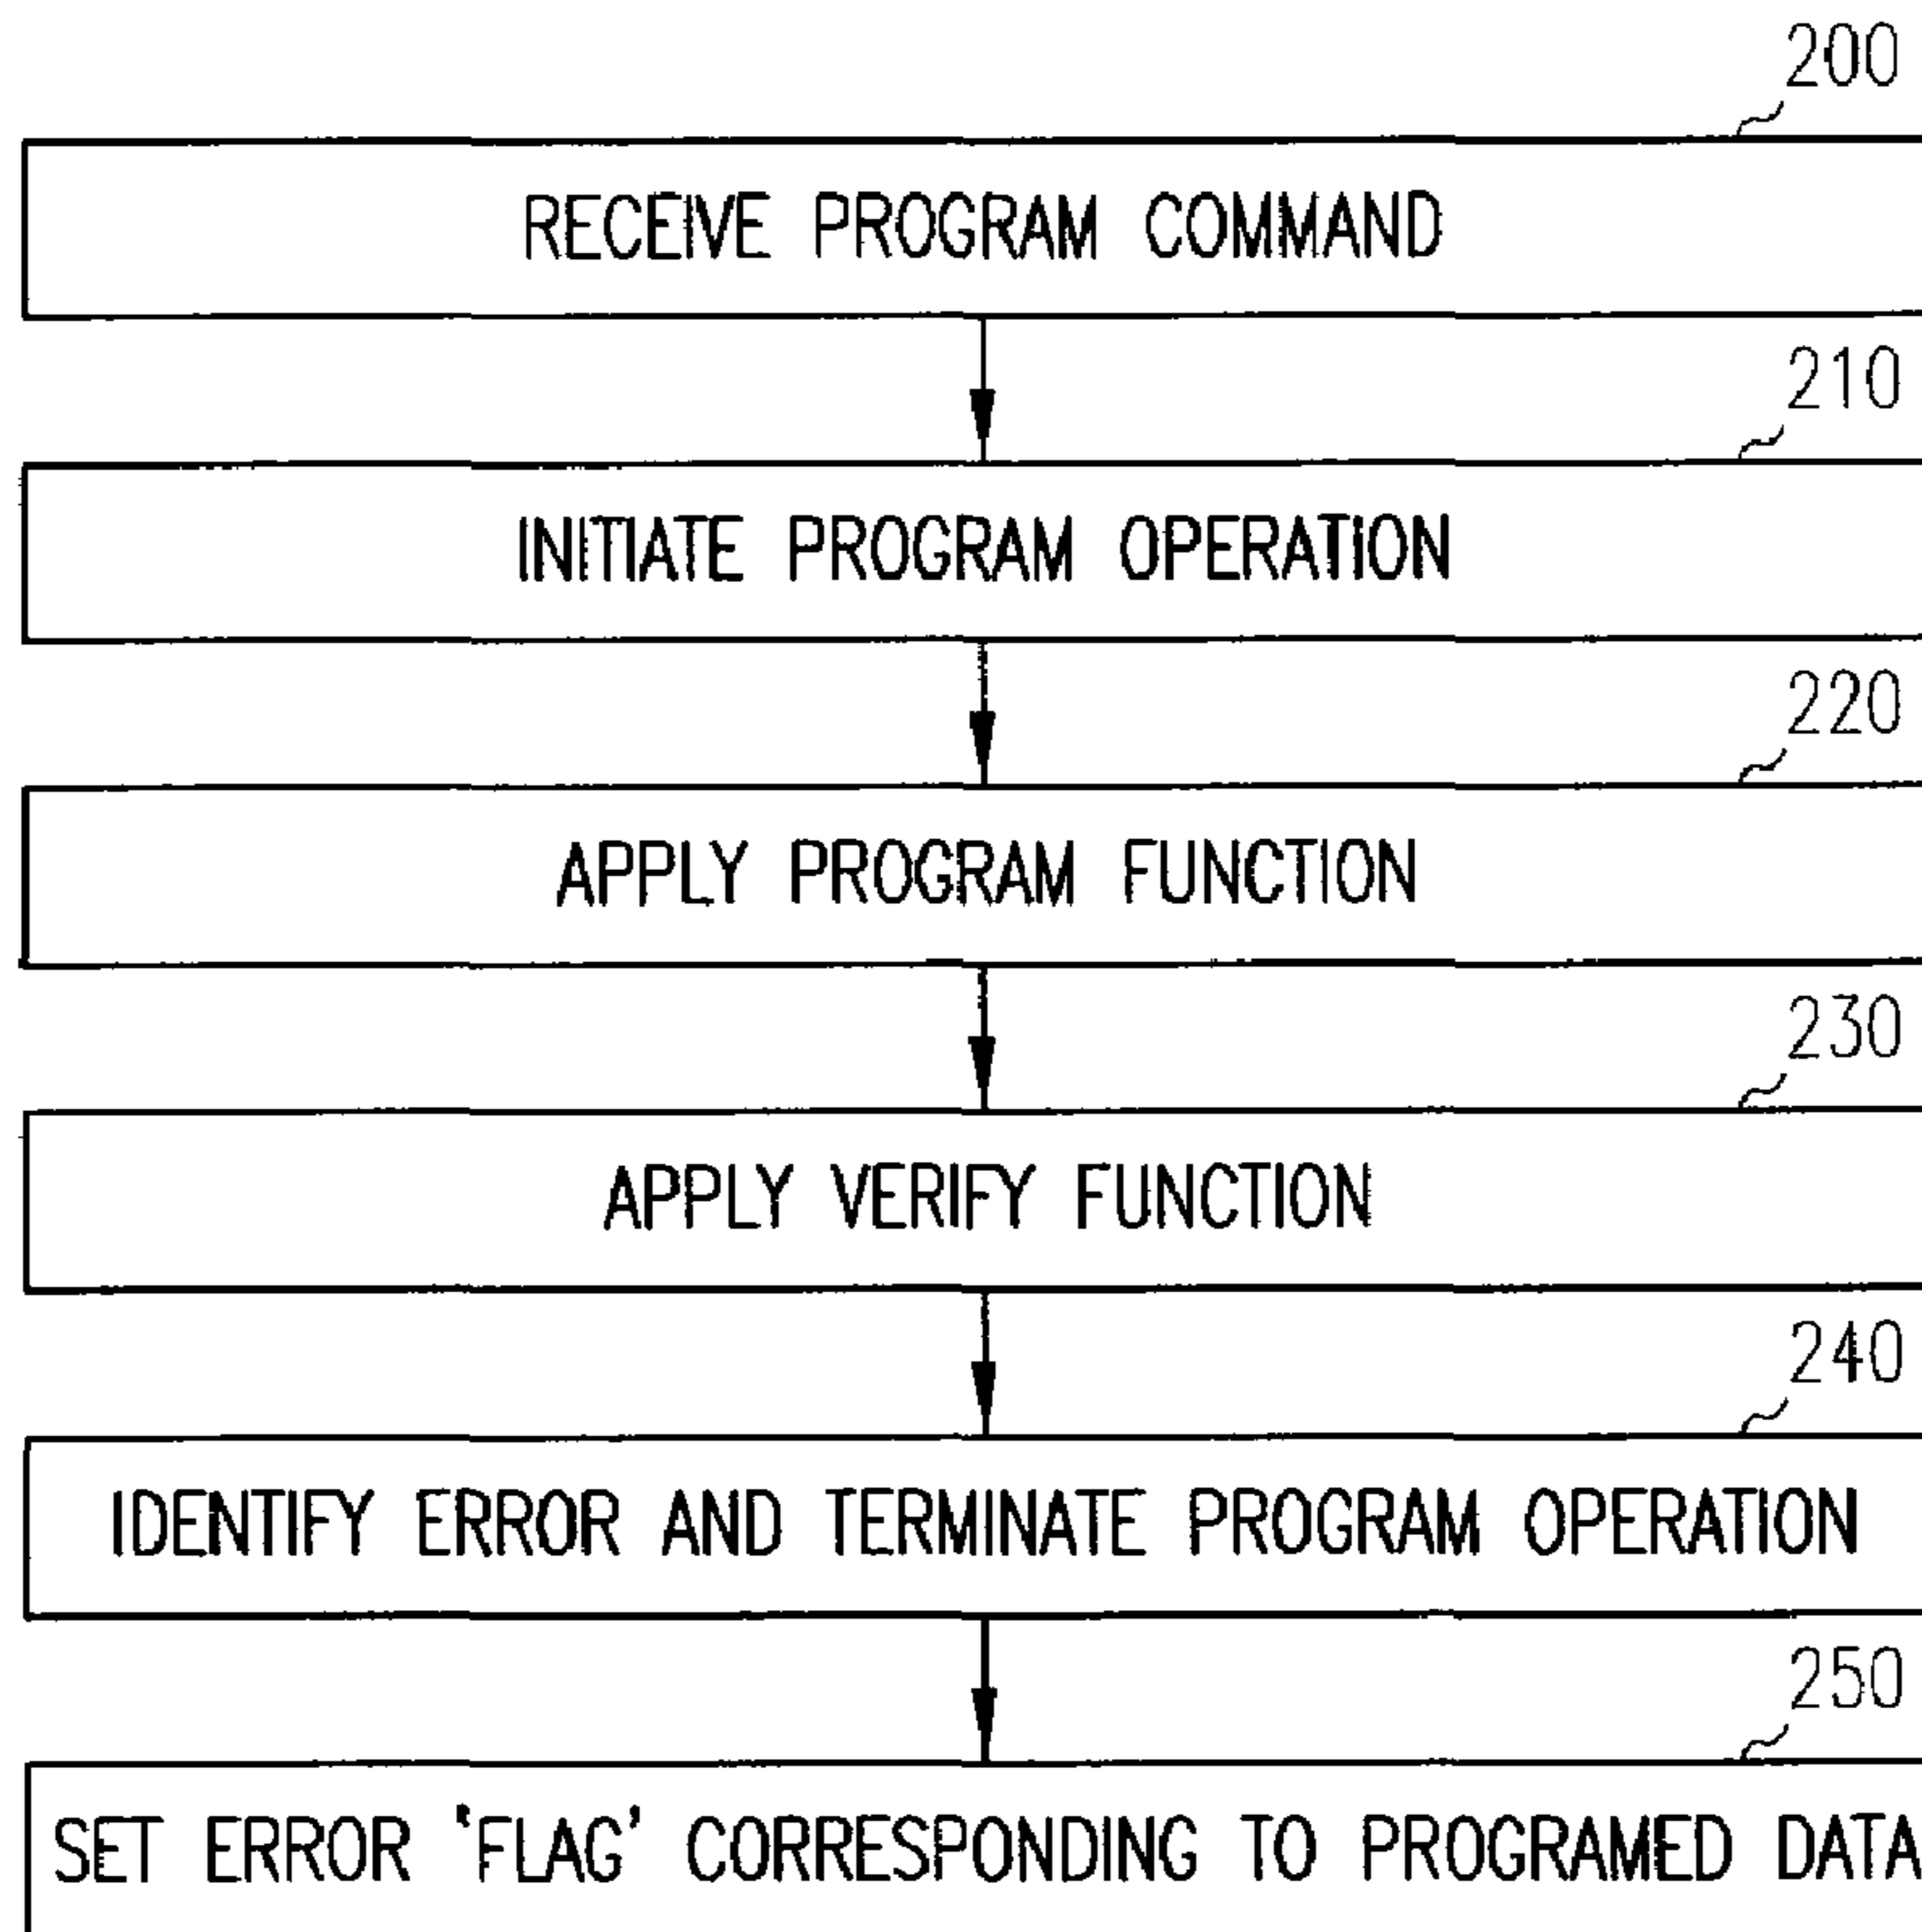 200
RECEIVE PROGRAM COMMAND
210
INITIATE PROGRAM OPERATION
220
APPLY PROGRAM FUNCTION
230
APPLY VERIFY FUNCTION
240
IDENTIFY ERROR AND TERMINATE PROGRAM OPERATION
250
SET ERROR 'FLAG' CORRESPONDING TO PROGRAMED DATA